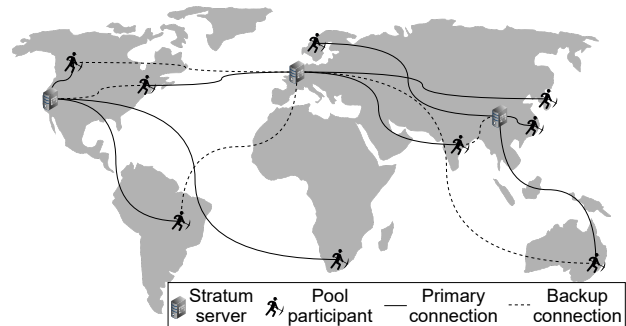 Stratum server
Pool participant
Primary connection
Backup connection